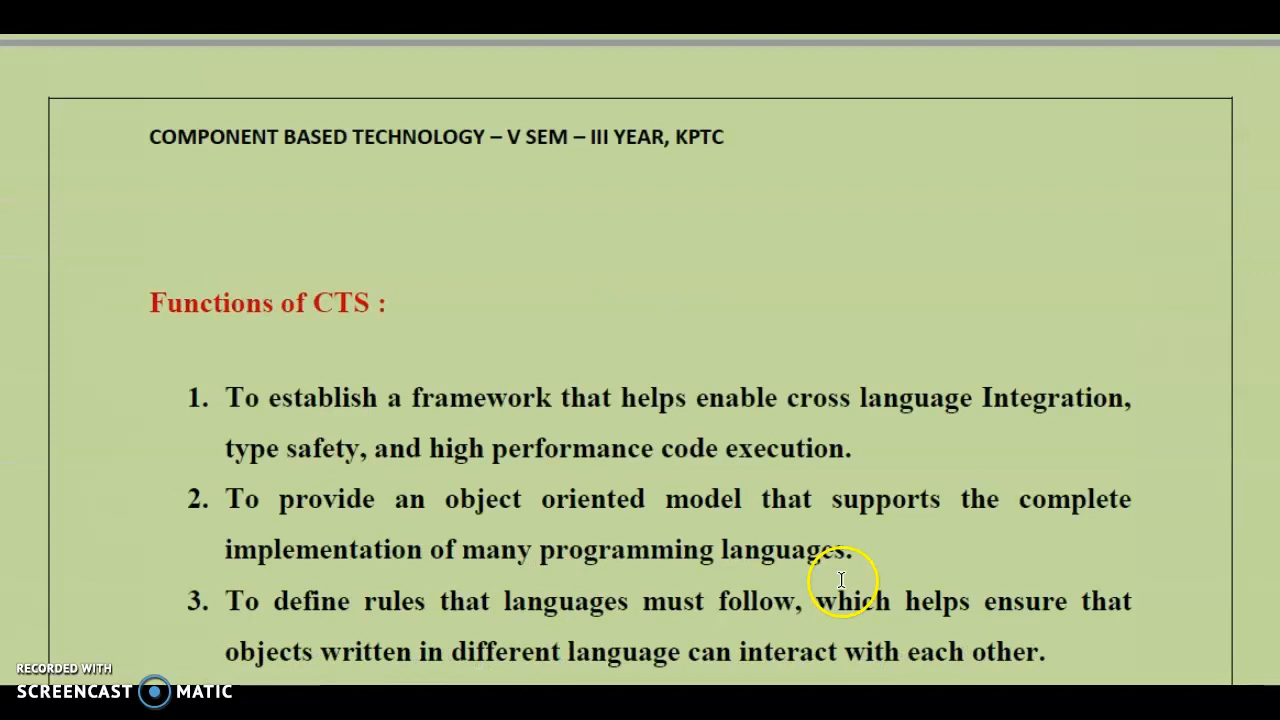 COMPONENT BASED TECHNOLOGY – V SEM – III YEAR, KPTC
Functions of CTS :
1. To establish a framework that helps enable cross language Integration,
type safety, and high performance code execution.
2. To provide an object oriented model that supports the complete
implementation of many programming languages.
3. To define rules that languages must follow, which helps ensure that
objects written in different language can interact with each other.
RECORDED WITH
SCREENCAST MATIC